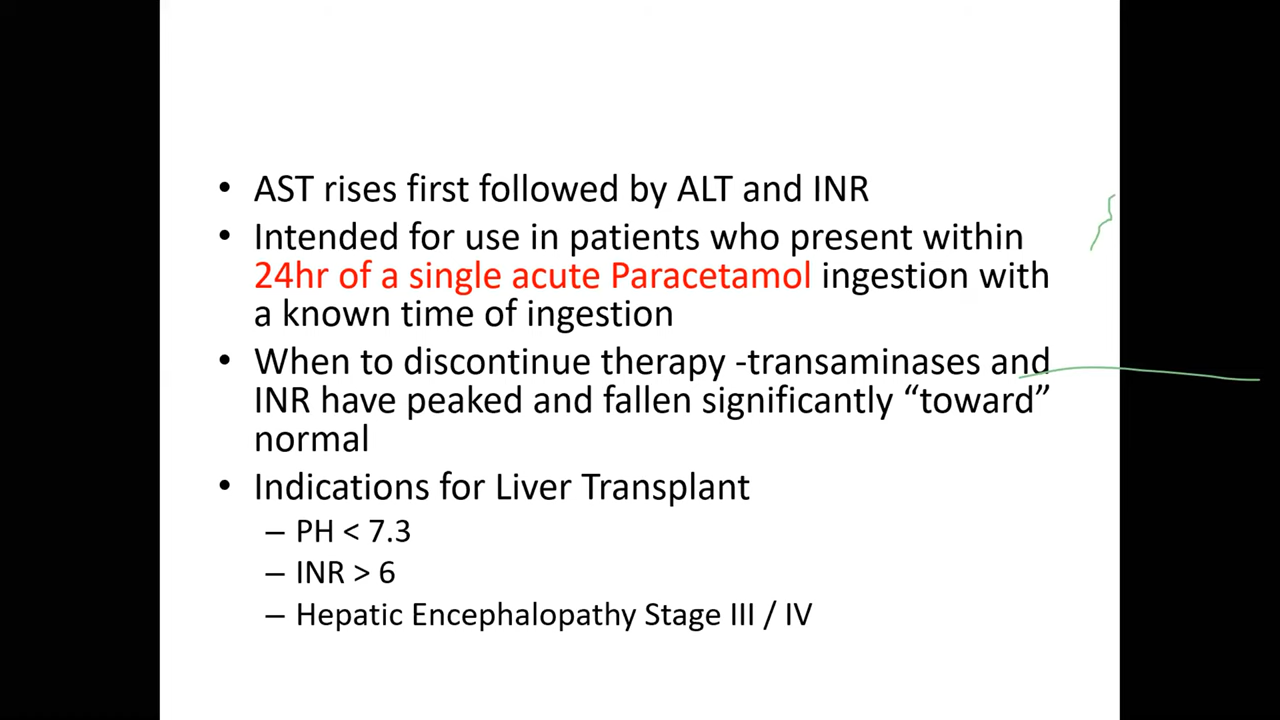 • AST rises first followed by ALT and INR
• Intended for use in patients who present within
24hr of a single acute Paracetamol ingestion with
a known time of ingestion
• When to discontinue therapy -transaminases and
INR have peaked and fallen significantly “toward”
normal
• Indications for Liver Transplant
– PH < 7.3
– INR > 6
– Hepatic Encephalopathy Stage III / IV